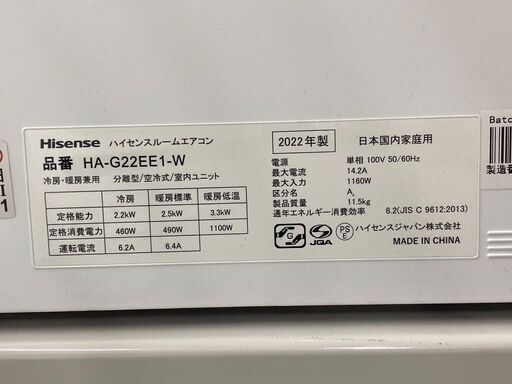 Hisense ハイセンスルームエアコン
品番 HA-G22EE1-W
冷房・暖房兼用 分離型/空冷式/室内ユニット
冷房 暖房標準 暖房低温
定格能力 2.2kW 2.5kW 3.3kW
定格消費電力 460W 490W 1100W
運転電流 6.2A 6.4A
2022年製 日本国内家庭用
電源 単相 100V 50/60Hz
最大電流 14.2A
最大入力 1160W
区分名 A
質量 11.5kg
通年エネルギー消費効率 6.2(JIS C 9612:2013)
G
JQA
PS
E
ハイセンスジャパン株式会社
MADE IN CHINA
Batc
製造番